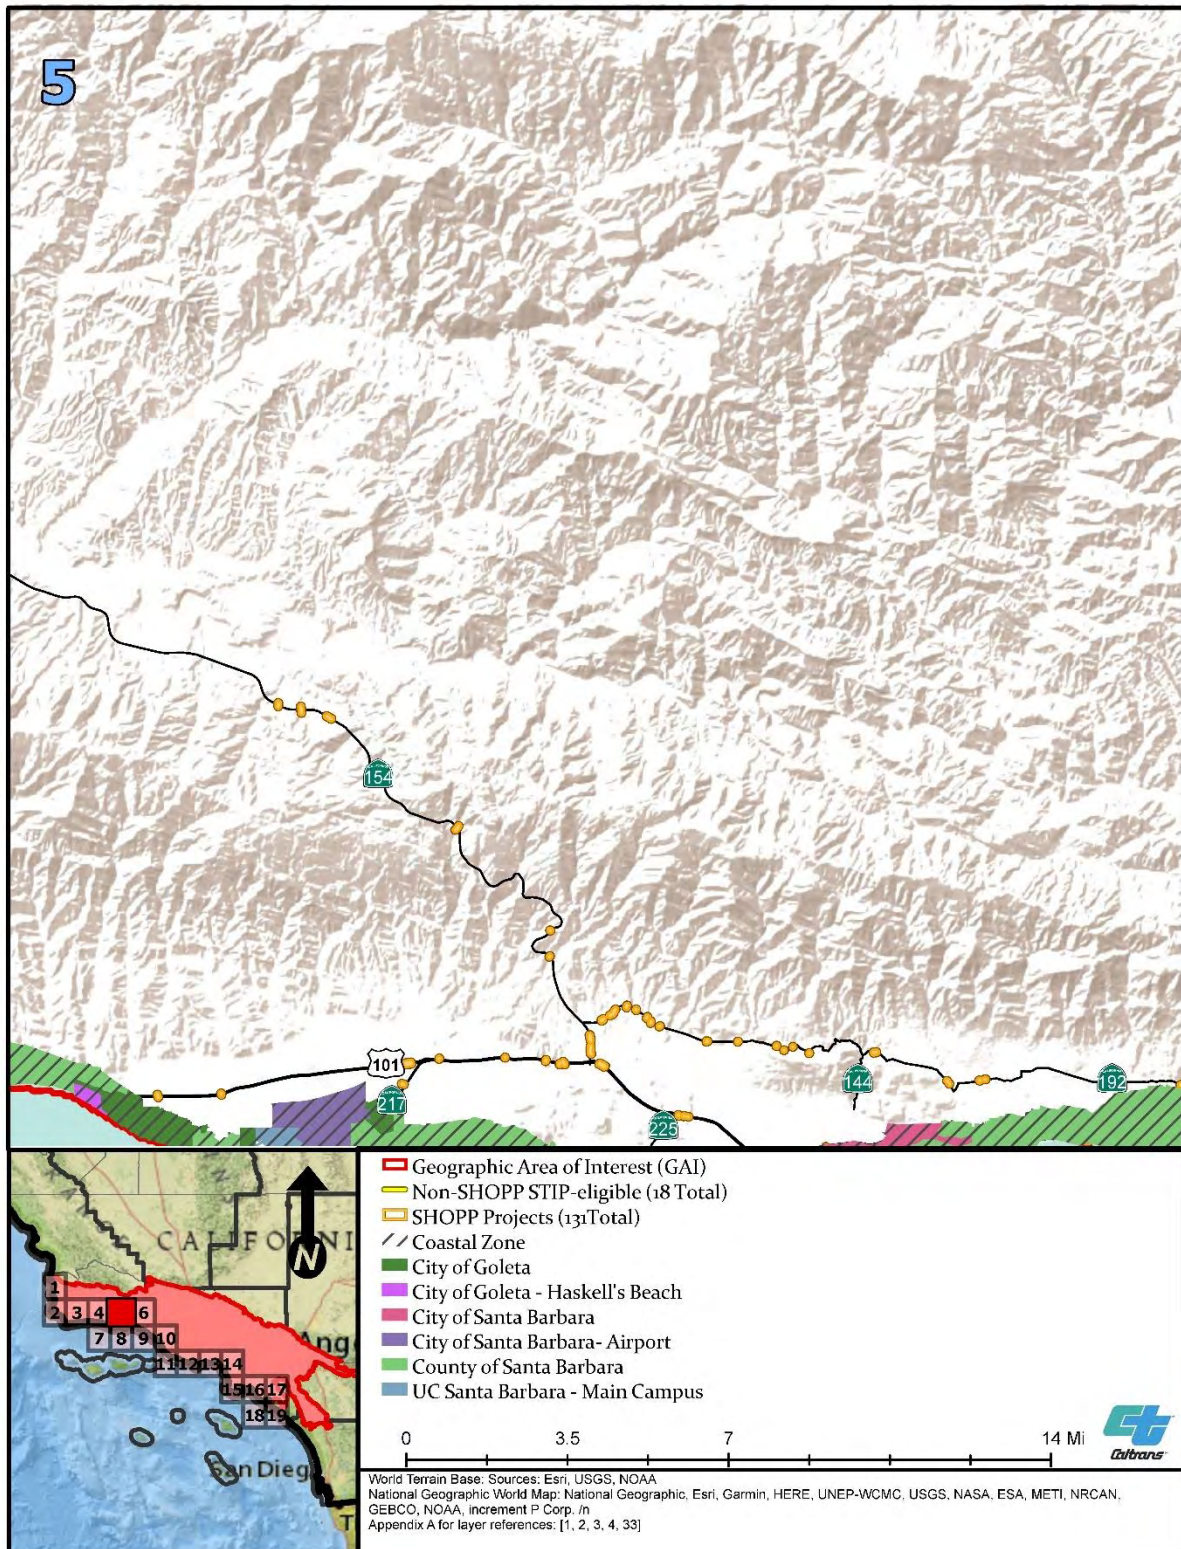 5
154
101
217
225
144
192
Geographic Area of Interest (GAI)
Non-SHOPP STIP-eligible (18 Total)
SHOPP Projects (131Total)
Coastal Zone
City of Goleta
City of Goleta - Haskell's Beach
City of Santa Barbara
City of Santa Barbara- Airport
County of Santa Barbara
UC Santa Barbara - Main Campus
0 3.5 7 14 Mi
Caltrans
World Terrain Base: Sources: Esri, USGS, NOAA
National Geographic World Map: National Geographic, Esri, Garmin, HERE, UNEP-WCMC, USGS, NASA, ESA, METI, NRCAN,
GEBCO, NOAA, increment P Corp. /n
Appendix A for layer references: [1, 2, 3, 4, 33]
N
CALIFORNI
1
2 3 4 6
7 8 9 10
Ang
11 12 13 14
15 16 17
18 19
San Dieg
T